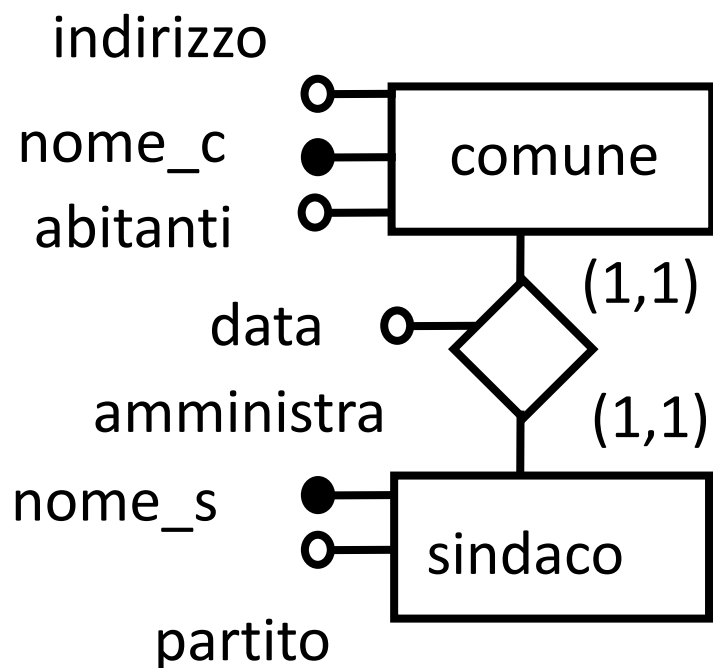 indirizzo
nome_c
comune
abitanti
(1,1)
data
amministra
(1,1)
nome_s
sindaco
partito